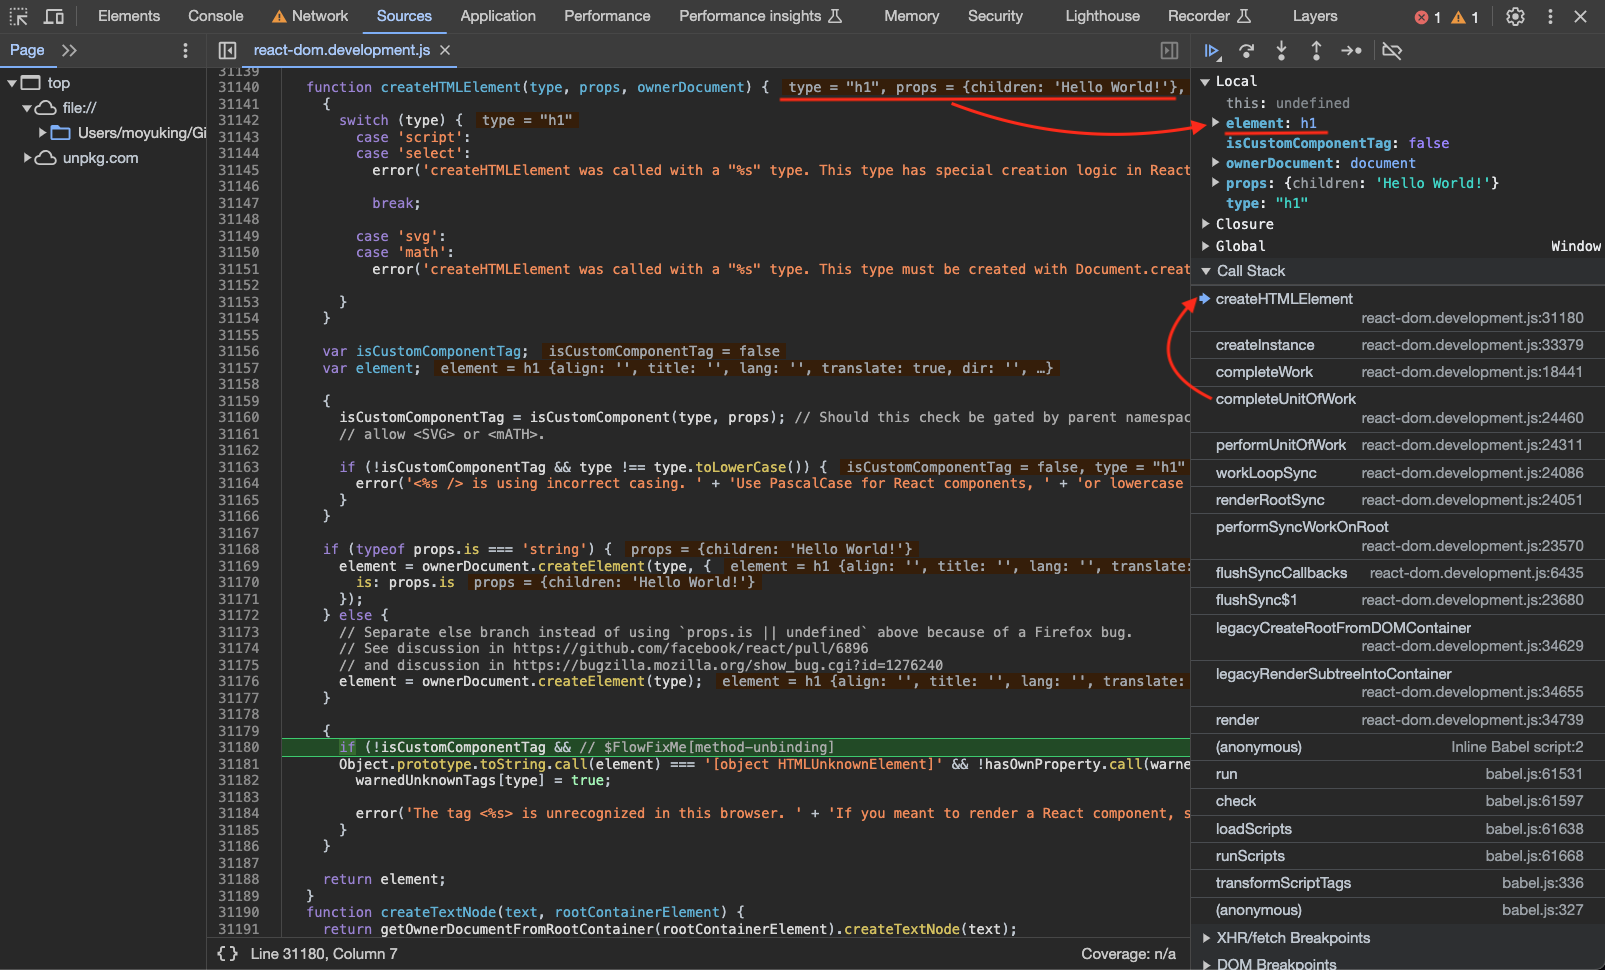 Elements Console Network Sources Application Performance Performance insights Memory Security Lighthouse Recorder Layers 1 1
Page react-dom.development.js
top
file://
Users/moyuking/Gi
unpkg.com
31139
31140 function createHTMLElement(type, props, ownerDocument) { type = "h1", props = {children: 'Hello World!'},
31141 {
31142 switch (type) { type = "h1"
31143 case 'script':
31144 case 'select':
31145 error('createHTMLElement was called with a "%s" type. This type has special creation logic in React
31146
31147 break;
31148
31149 case 'svg':
31150 case 'math':
31151 error('createHTMLElement was called with a "%s" type. This type must be created with Document.creat
31152
31153 }
31154 }
31155
31156 var isCustomComponentTag; isCustomComponentTag = false
31157 var element; element = h1 {align: '', title: '', lang: '', translate: true, dir: '', …}
31158
31159 {
31160 isCustomComponentTag = isCustomComponent(type, props); // Should this check be gated by parent namespac
31161 // allow <SVG> or <mATH>.
31162
31163 if (!isCustomComponentTag && type !== type.toLowerCase()) { isCustomComponentTag = false, type = "h1"
31164 error('<%s /> is using incorrect casing. ' + 'Use PascalCase for React components, ' + 'or lowercase
31165 }
31166 }
31167
31168 if (typeof props.is === 'string') { props = {children: 'Hello World!'}
31169 element = ownerDocument.createElement(type, { element = h1 {align: '', title: '', lang: '', translate:
31170 is: props.is props = {children: 'Hello World!'}
31171 });
31172 } else {
31173 // Separate else branch instead of using `props.is || undefined` above because of a Firefox bug.
31174 // See discussion in https://github.com/facebook/react/pull/6896
31175 // and discussion in https://bugzilla.mozilla.org/show_bug.cgi?id=1276240
31176 element = ownerDocument.createElement(type); element = h1 {align: '', title: '', lang: '', translate:
31177 }
31178
31179 {
31180 if (!isCustomComponentTag && // $FlowFixMe[method-unbinding]
31181 Object.prototype.toString.call(element) === '[object HTMLUnknownElement]' && !hasOwnProperty.call(warne
31182 warnedUnknownTags[type] = true;
31183
31184 error('The tag <%s> is unrecognized in this browser. ' + 'If you meant to render a React component, s
31185 }
31186 }
31187
31188 return element;
31189 }
31190 function createTextNode(text, rootContainerElement) {
31191 return getOwnerDocumentFromRootContainer(rootContainerElement).createTextNode(text);
{} Line 31180, Column 7 Coverage: n/a
Local
this: undefined
element: h1
isCustomComponentTag: false
ownerDocument: document
props: {children: 'Hello World!'}
type: "h1"
Closure
Global Window
Call Stack
createHTMLElement
react-dom.development.js:31180
createInstance react-dom.development.js:33379
completeWork react-dom.development.js:18441
completeUnitOfWork
react-dom.development.js:24460
performUnitOfWork react-dom.development.js:24311
workLoopSync react-dom.development.js:24086
renderRootSync react-dom.development.js:24051
performSyncWorkOnRoot
react-dom.development.js:23570
flushSyncCallbacks react-dom.development.js:6435
flushSync$1 react-dom.development.js:23680
legacyCreateRootFromDOMContainer
react-dom.development.js:34629
legacyRenderSubtreeIntoContainer
react-dom.development.js:34655
render react-dom.development.js:34739
(anonymous) Inline Babel script:2
run babel.js:61531
check babel.js:61597
loadScripts babel.js:61638
runScripts babel.js:61668
transformScriptTags babel.js:336
(anonymous) babel.js:327
XHR/fetch Breakpoints
DOM Breakpoints